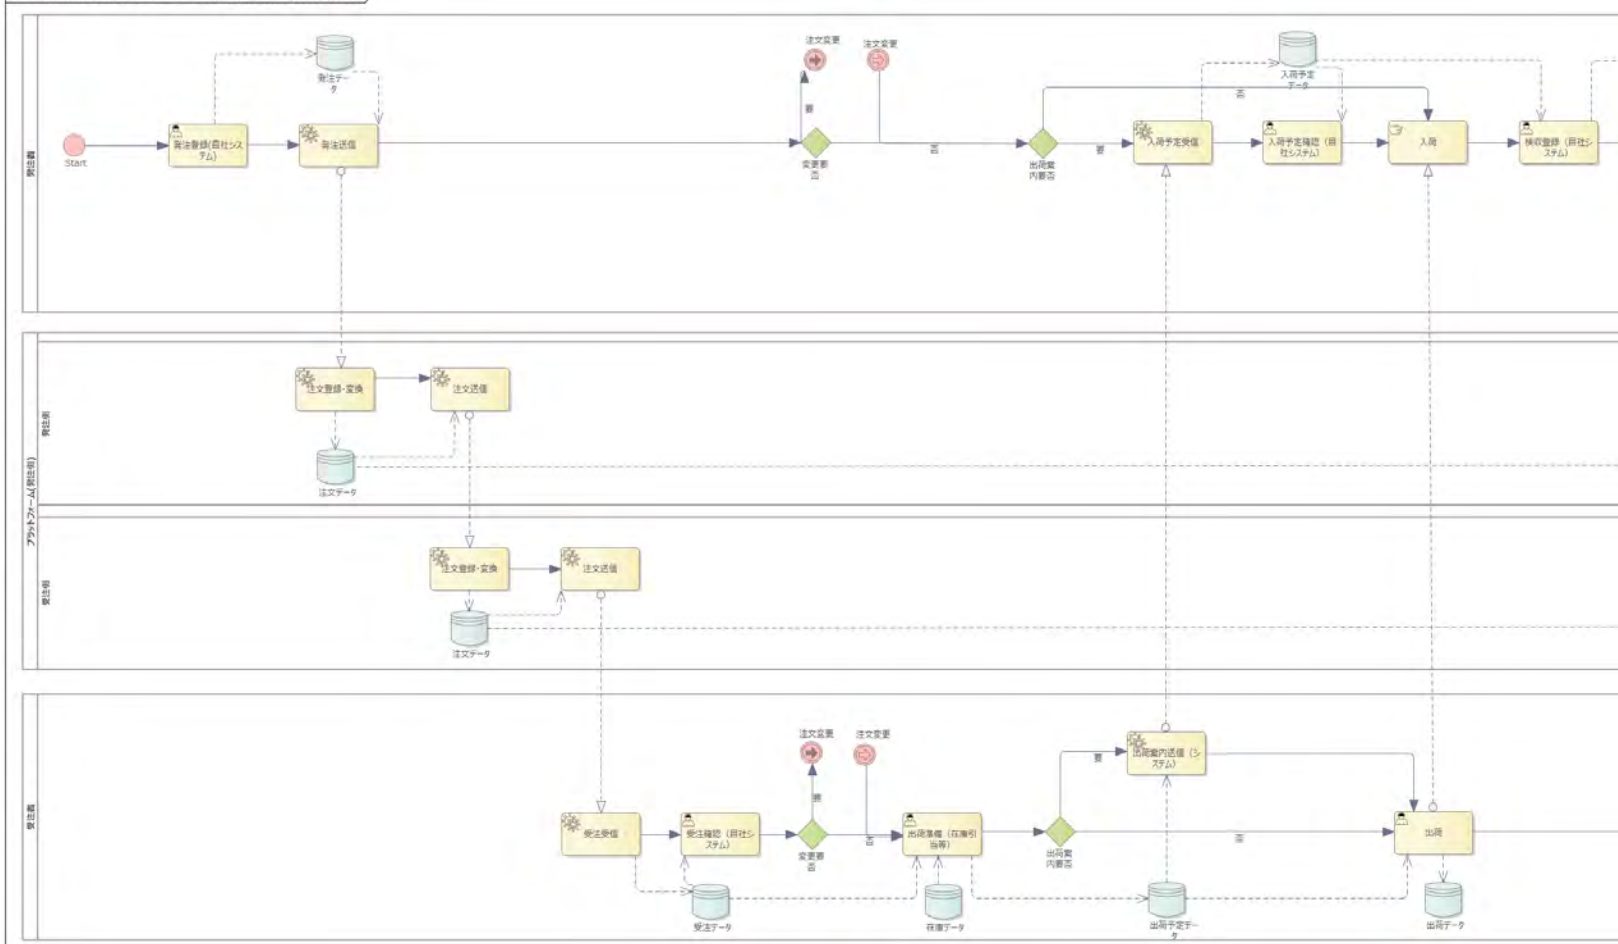 発注者
Start
発注登録(自社シス
テム)
発注デー
タ
発注送信
注文変更
要
変更要
否
注文変更
否
出荷案
内要否
要
否
入荷予定受信
入荷予定
データ
入荷予定確認（自
社システム）
入荷
検収登録（自社シ
ステム）
プラットフォーム(発注側)
発注側
注文登録・変換
注文送信
注文データ
受注側
注文登録・変換
注文送信
注文データ
受注者
受注受信
受注確認（自社シ
ステム）
受注データ
注文変更
要
変更要
否
注文変更
否
出荷準備（在庫引
当等）
在庫データ
出荷案
内要否
要
否
出荷案内送信（シ
ステム）
出荷予定デー
タ
出荷
出荷データ